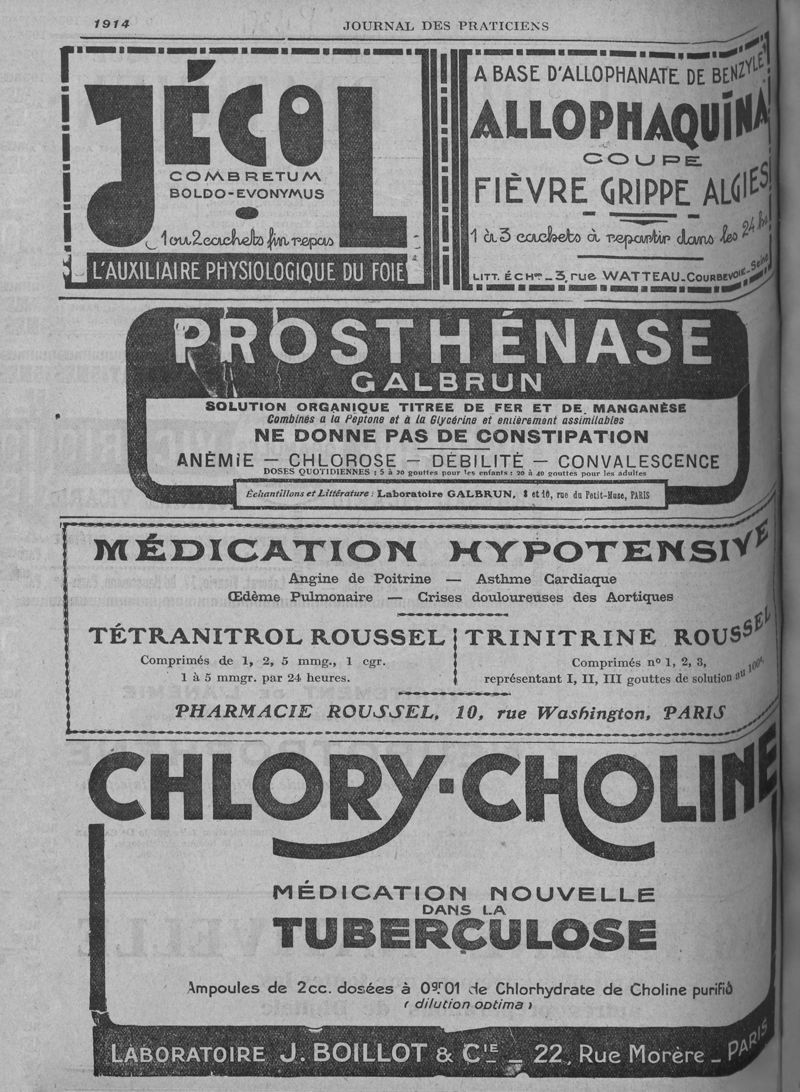 1914
JOURNAL DES PRATICIENS
JÉCOL
COMBRETUM
BOLDO-EVONYMUS
1 ou 2 cachets fin repas
L'AUXILIAIRE PHYSIOLOGIQUE DU FOIE
A BASE D'ALLOPHANATE DE BENZYLE
ALLOPHAQUINA
COUPE
FIÈVRE GRIPPE ALGIES
1 à 3 cachets à repartir dans les 24 h.
LITT. ÉCHons _ 3, rue WATTEAU_COURBEVOIE_Seine
PROSTHÉNASE
GALBRUN
SOLUTION ORGANIQUE TITREE DE FER ET DE MANGANÈSE
Combinés a la Peptone et à la Glycérine et entièrement assimilables
NE DONNE PAS DE CONSTIPATION
ANÉMiE — CHLOROSE — DÉBILITÉ — CONVALESCENCE
DOSES QUOTIDIENNES : 5 à 20 gouttes pour les enfants : 20 à 40 gouttes pour les adultes
Échantillons et Littérature : Laboratoire GALBRUN, 8 et 10, rue du Petit-Musc, PARIS
MÉDICATION HYPOTENSIVE
Angine de Poitrine — Asthme Cardiaque
Œdème Pulmonaire — Crises douloureuses des Aortiques
TÉTRANITROL ROUSSEL
Comprimés de 1, 2, 5 mmg., 1 cgr.
1 à 5 mmgr. par 24 heures.
TRINITRINE ROUSSEL
Comprimés nº 1, 2, 3,
représentant I, II, III gouttes de solution au 100e
PHARMACIE ROUSSEL, 10, rue Washington, PARIS
CHLORY-CHOLINE
MÉDICATION NOUVELLE
DANS LA
TUBERCULOSE
Ampoules de 2cc. dosées à 0gr.01 de Chlorhydrate de Choline purifié
( dilution optima )
LABORATOIRE J. BOILLOT & CIE _ 22, Rue Morère _ PARIS